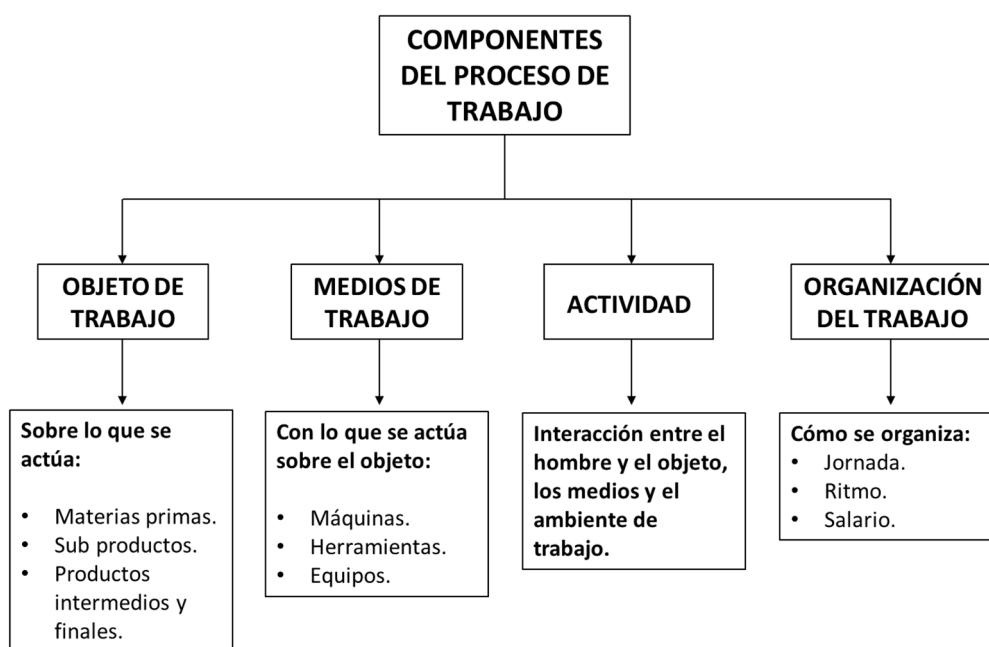 COMPONENTES
DEL PROCESO DE
TRABAJO
OBJETO DE
TRABAJO
MEDIOS DE
TRABAJO
ACTIVIDAD
ORGANIZACIÓN
DEL TRABAJO
Sobre lo que se
actúa:
• Materias primas.
• Sub productos.
• Productos
intermedios y
finales.
Con lo que se actúa
sobre el objeto:
• Máquinas.
• Herramientas.
• Equipos.
Interacción entre el
hombre y el objeto,
los medios y el
ambiente de
trabajo.
Cómo se organiza:
• Jornada.
• Ritmo.
• Salario.